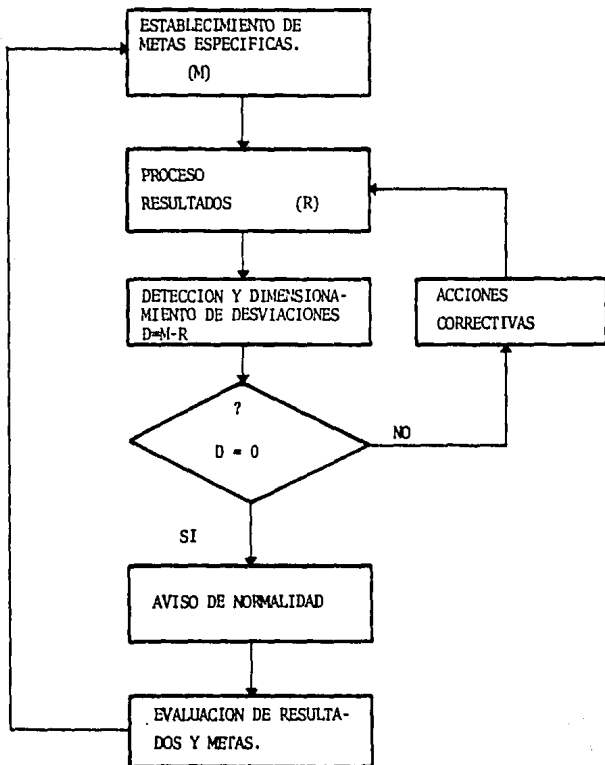 ESTABLECIMIENTO DE
METAS ESPECIFICAS.
(M)
PROCESO
RESULTADOS (R)
DETECCION Y DIMENSIONA-
MIENTO DE DESVIACIONES
D=M-R
ACCIONES
CORRECTIVAS
?
D = 0
NO
SI
AVISO DE NORMALIDAD
EVALUACION DE RESULTA-
DOS Y METAS.